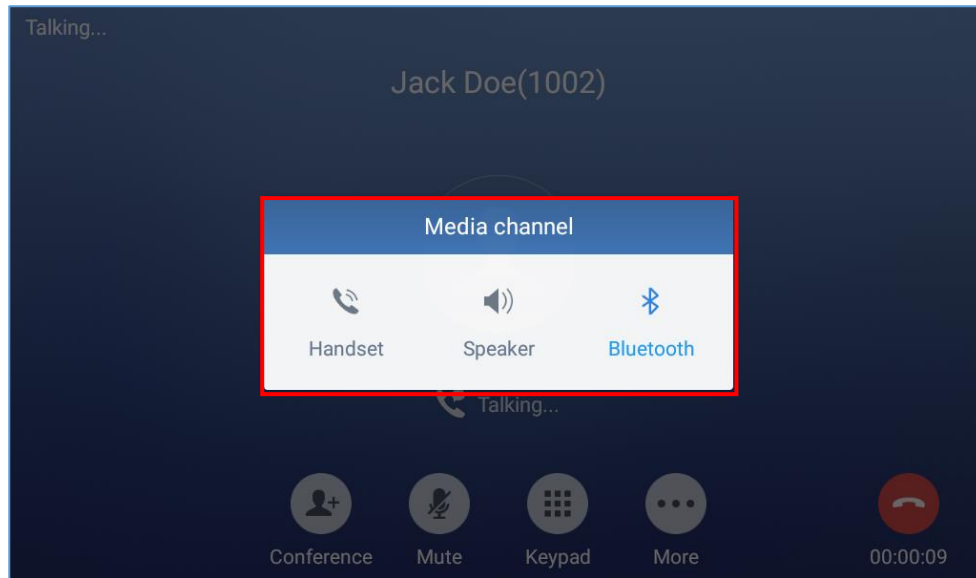 Talking...
Jack Doe(1002)
Media channel
Handset Speaker Bluetooth
Talking...
Conference Mute Keypad More 00:00:09